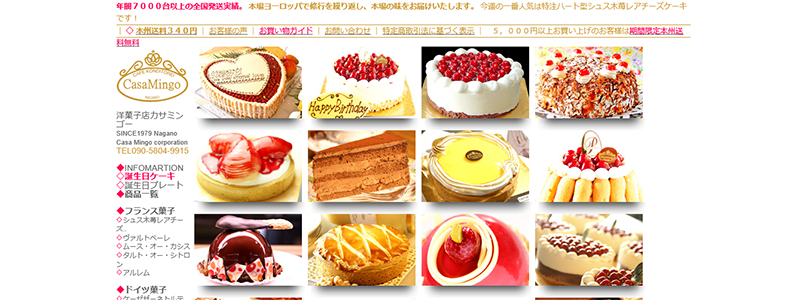 年間７０００台以上の全国発送実績。 本場ヨーロッパで修行を繰り返し、本場の味をお届けいたします。 今週の一番人気は特注ハート型シュス木苺レアチーズケーキです！
｜ ◇ 本州送料３４０円 ｜ お客様の声 ｜ お買い物ガイド ｜ お問い合わせ ｜ 特定商取引法に基づく表示 ｜ 　５，０００円以上お買い上げのお客様は期間限定本州送料無料
CAFE KONDITOREI
CasaMingo
NAGANO
洋菓子店カサミンゴー
SINCE1979 Nagano
Casa Mingo corporation
TEL090-5804-9915
◆INFOMARTION
◇誕生日ケーキ
◇誕生日プレート
◆商品一覧
◆フランス菓子
◇シュス木苺レアチーズ、
◇ヴァルトベーレ
◇ムース・オー・カシス
◇タルト・オー・シトロン
◇アルレム
◆ドイツ菓子
◇ケーゼザーネトルテ
HappyBirthday